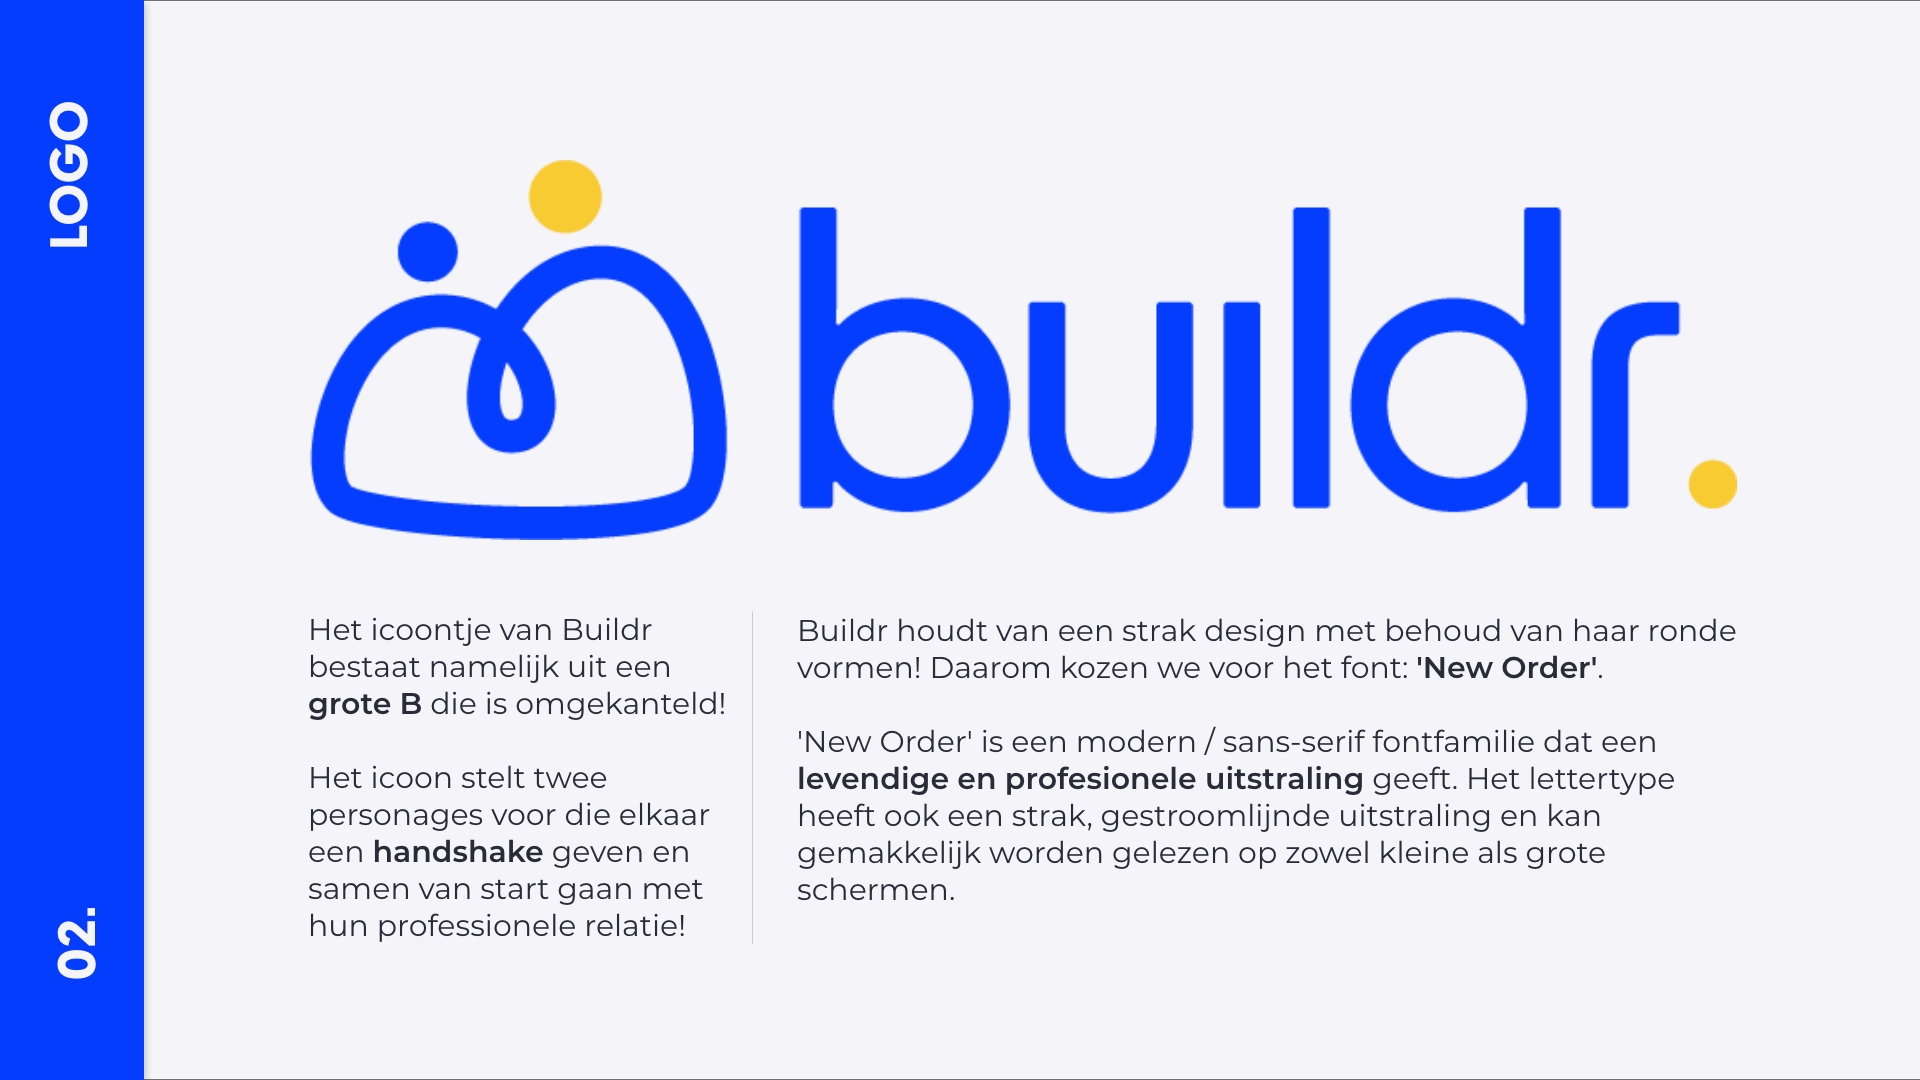 LOGO
02.
buildr.
Het icoontje van Buildr
bestaat namelijk uit een
grote B die is omgekanteld!
Het icoon stelt twee
personages voor die elkaar
een handshake geven en
samen van start gaan met
hun professionele relatie!
Buildr houdt van een strak design met behoud van haar ronde
vormen! Daarom kozen we voor het font: 'New Order'.
'New Order' is een modern / sans-serif fontfamilie dat een
levendige en profesionele uitstraling geeft. Het lettertype
heeft ook een strak, gestroomlijnde uitstraling en kan
gemakkelijk worden gelezen op zowel kleine als grote
schermen.